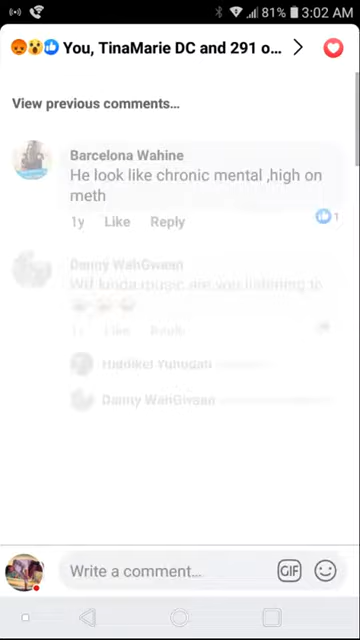 81% 3:02 AM
You, TinaMarie DC and 291 o...
View previous comments...
Barcelona Wahine
He look like chronic mental ,high on
meth
1y Like Reply
1
Danny WahGwaan
Wtf kinda music are you listening to
1y Like Reply
Danny WahGwaan
Write a comment...
GIF